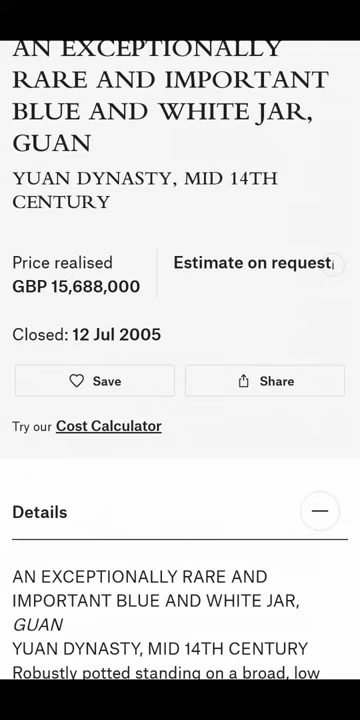 AN EXCEPTIONALLY
RARE AND IMPORTANT
BLUE AND WHITE JAR,
GUAN
YUAN DYNASTY, MID 14TH
CENTURY
Price realised
GBP 15,688,000
Estimate on request
Closed: 12 Jul 2005
Save
Share
Try our Cost Calculator
Details
AN EXCEPTIONALLY RARE AND
IMPORTANT BLUE AND WHITE JAR,
GUAN
YUAN DYNASTY, MID 14TH CENTURY
Robustly potted standing on a broad, low